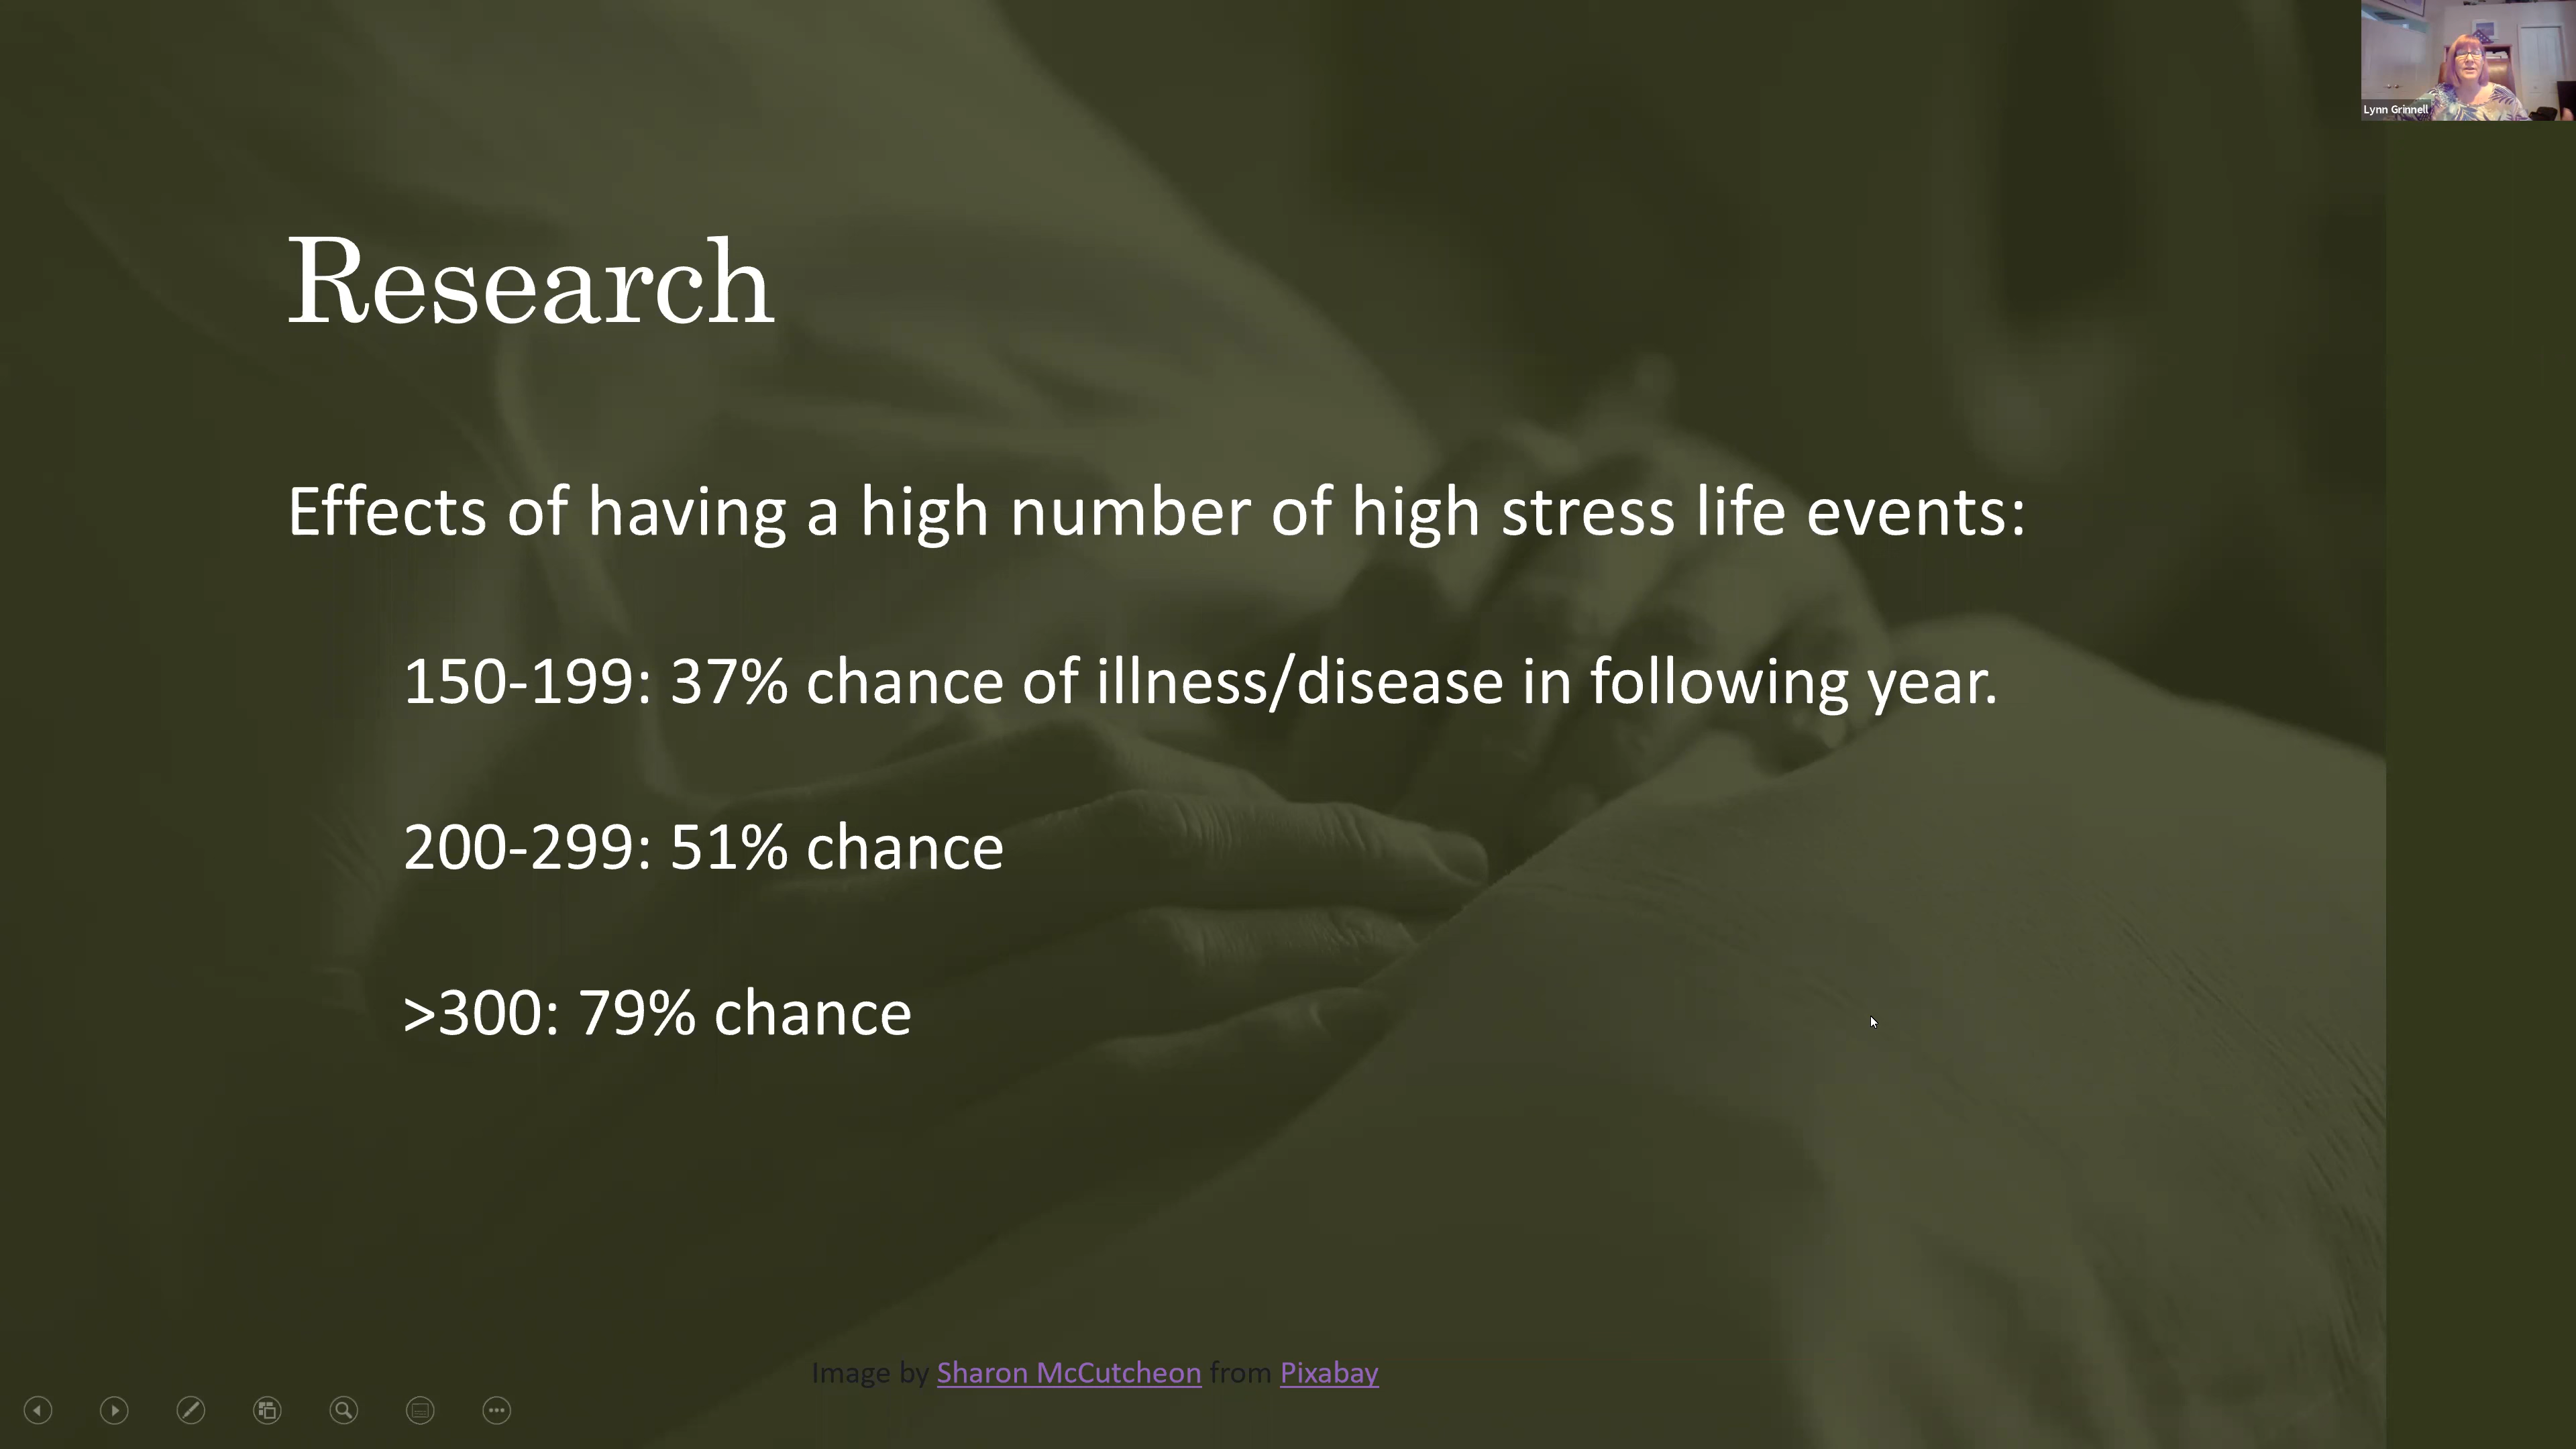 Lynn Grinnell
Research
Effects of having a high number of high stress life events:
150-199: 37% chance of illness/disease in following year.
200-299: 51% chance
>300: 79% chance
Image by Sharon McCutcheon from Pixabay